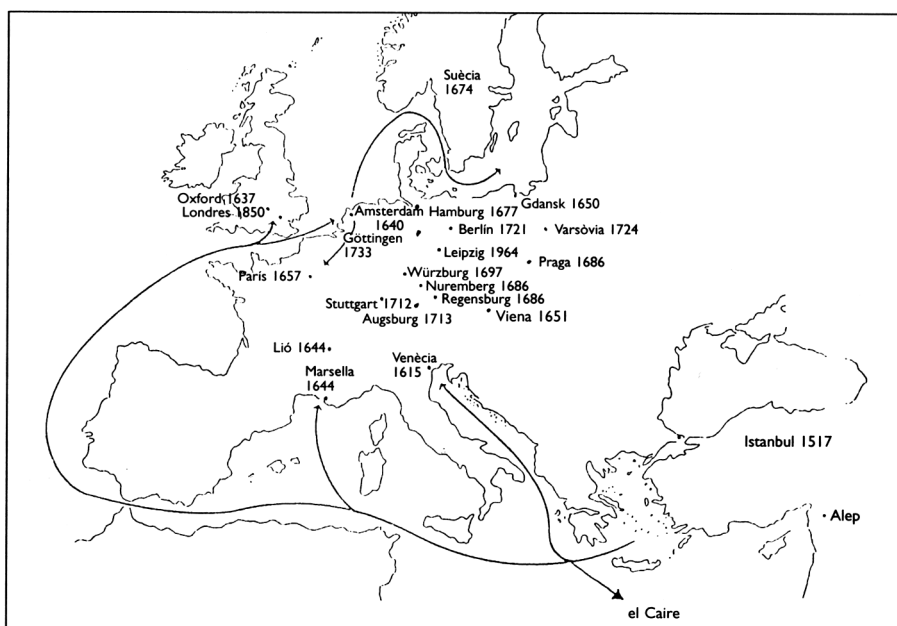 Suècia
1674
Oxford 1637
Londres 1850
Amsterdam
1640
Hamburg 1677
Gdansk 1650
Göttingen
1733
Berlín 1721
Varsòvia 1724
Leipzig 1964
Praga 1686
París 1657
Würzburg 1697
Nuremberg 1686
Stuttgart 1712
Regensburg 1686
Augsburg 1713
Viena 1651
Lió 1644
Venècia
1615
Marsella
1644
Istanbul 1517
Alep
el Caire